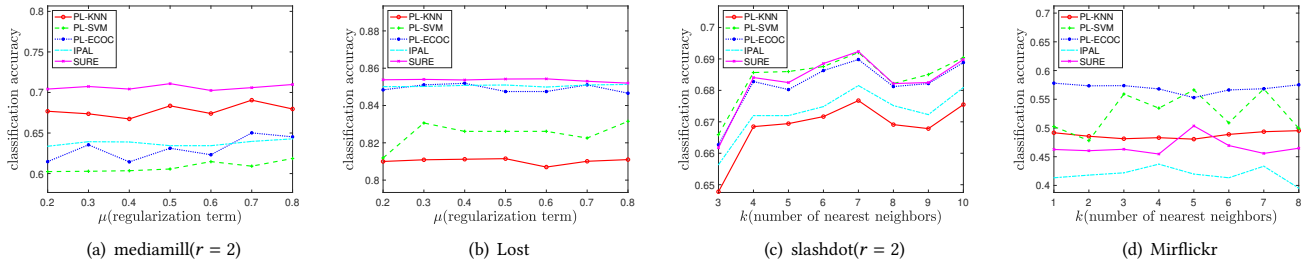 classification accuracy
0.8
0.75
0.7
0.65
0.6
PL-KNN
PL-SVM
PL-ECOC
IPAL
SURE
0.2 0.3 0.4 0.5 0.6 0.7 0.8
μ(regularization term)
(a) mediamill(r = 2)
classification accuracy
0.88
0.86
0.84
0.82
0.8
PL-KNN
PL-SVM
PL-ECOC
IPAL
SURE
0.2 0.3 0.4 0.5 0.6 0.7 0.8
μ(regularization term)
(b) Lost
classification accuracy
0.7
0.69
0.68
0.67
0.66
0.65
PL-KNN
PL-SVM
PL-ECOC
IPAL
SURE
3 4 5 6 7 8 9 10
k(number of nearest neighbors)
(c) slashdot(r = 2)
classification accuracy
0.7
0.65
0.6
0.55
0.5
0.45
0.4
PL-KNN
PL-SVM
PL-ECOC
IPAL
SURE
1 2 3 4 5 6 7 8
k(number of nearest neighbors)
(d) Mirflickr